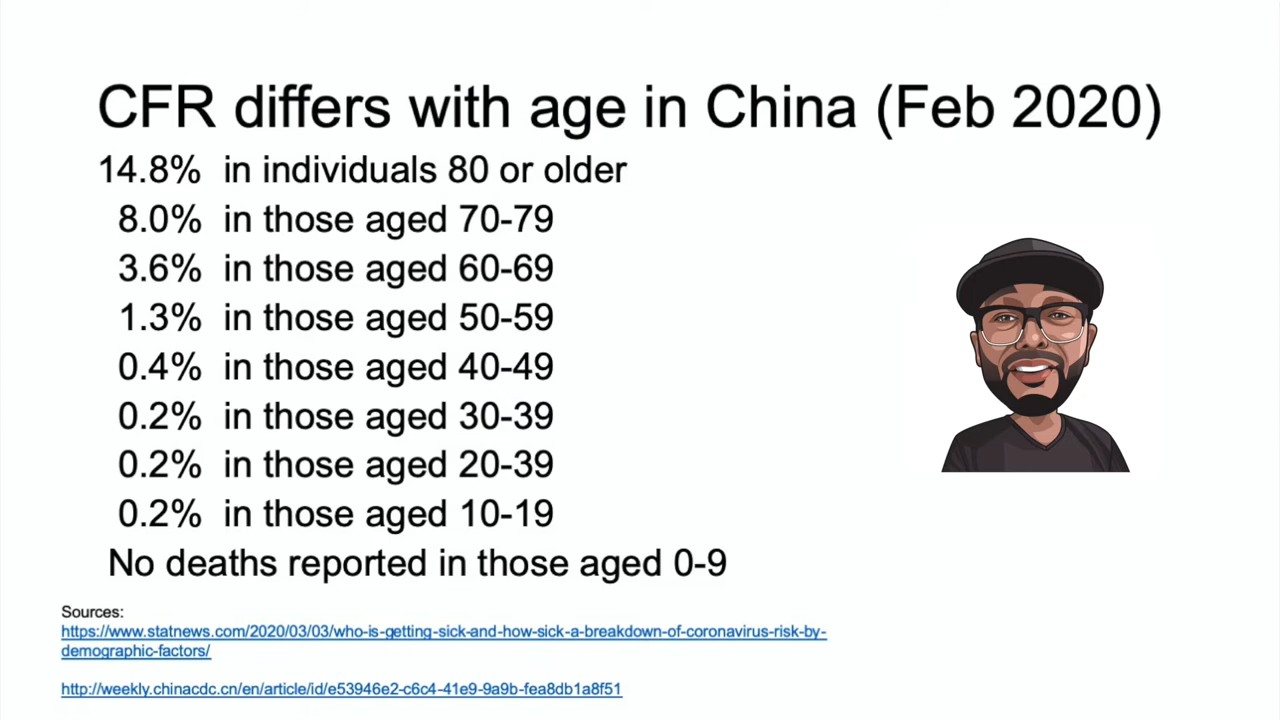 CFR differs with age in China (Feb 2020)
14.8% in individuals 80 or older
8.0% in those aged 70-79
3.6% in those aged 60-69
1.3% in those aged 50-59
0.4% in those aged 40-49
0.2% in those aged 30-39
0.2% in those aged 20-39
0.2% in those aged 10-19
No deaths reported in those aged 0-9
Sources:
https://www.statnews.com/2020/03/03/who-is-getting-sick-and-how-sick-a-breakdown-of-coronavirus-risk-by-
demographic-factors/
http://weekly.chinacdc.cn/en/article/id/e53946e2-c6c4-41e9-9a9b-fea8db1a8f51